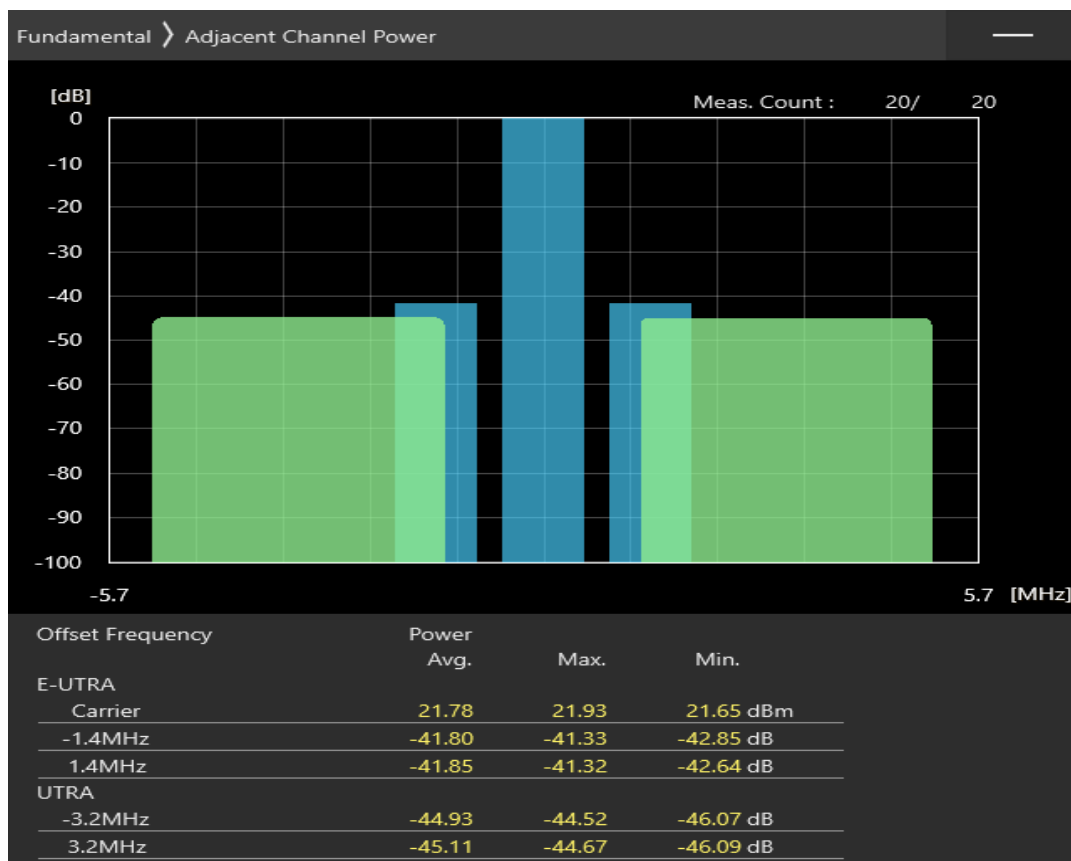 Fundamental ❯ Adjacent Channel Power
[dB]
Meas. Count : 20/ 20
0
-10
-20
-30
-40
-50
-60
-70
-80
-90
-100
-5.7 5.7 [MHz]
Offset Frequency Power
Avg. Max. Min.
E-UTRA
Carrier 21.78 21.93 21.65 dBm
-1.4MHz -41.80 -41.33 -42.85 dB
1.4MHz -41.85 -41.32 -42.64 dB
UTRA
-3.2MHz -44.93 -44.52 -46.07 dB
3.2MHz -45.11 -44.67 -46.09 dB